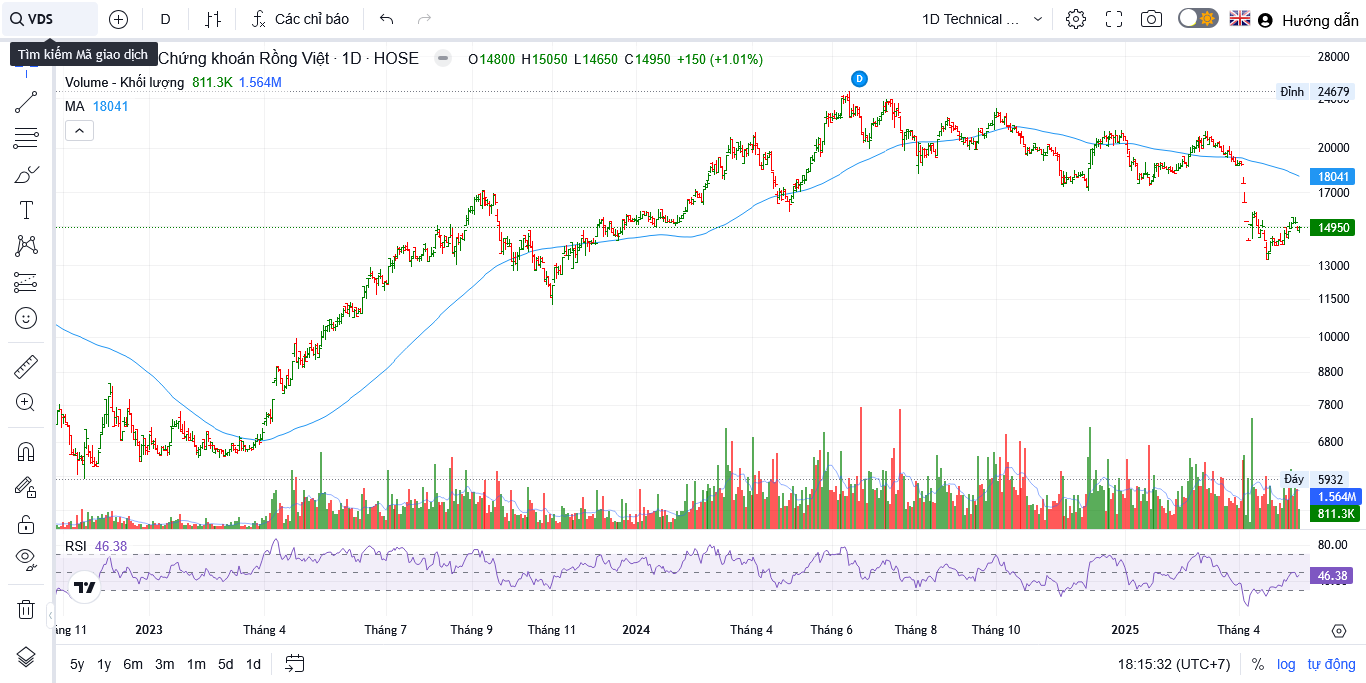 VDS
D
Các chỉ báo
1D Technical ...
Hướng dẫn
Tìm kiếm Mã giao dịch
Chứng khoán Rồng Việt · 1D · HOSE
O14800 H15050 L14650 C14950 +150 (+1.01%)
Volume - Khối lượng 811.3K 1.564M
MA 18041
D
28000
Đỉnh 24679
24000
20000
18041
17000
14950
13000
11500
10000
8800
7800
6800
Đáy 5932
1.564M
811.3K
RSI 46.38
80.00
46.38
ng 11 2023 Tháng 4 Tháng 7 Tháng 9 Tháng 11 2024 Tháng 4 Tháng 6 Tháng 8 Tháng 10 2025 Tháng 4
5y 1y 6m 3m 1m 5d 1d
18:15:32 (UTC+7) % log tự động